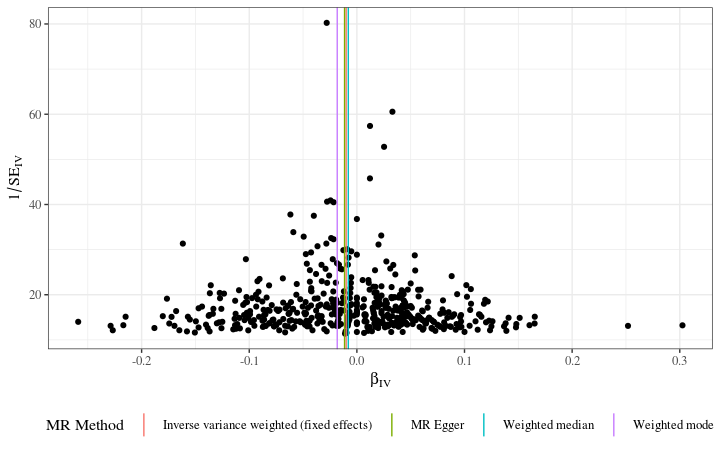 80
60
40
20
1/SE_IV
-0.2 -0.1 0.0 0.1 0.2 0.3
β_IV
MR Method Inverse variance weighted (fixed effects) MR Egger Weighted median Weighted mode